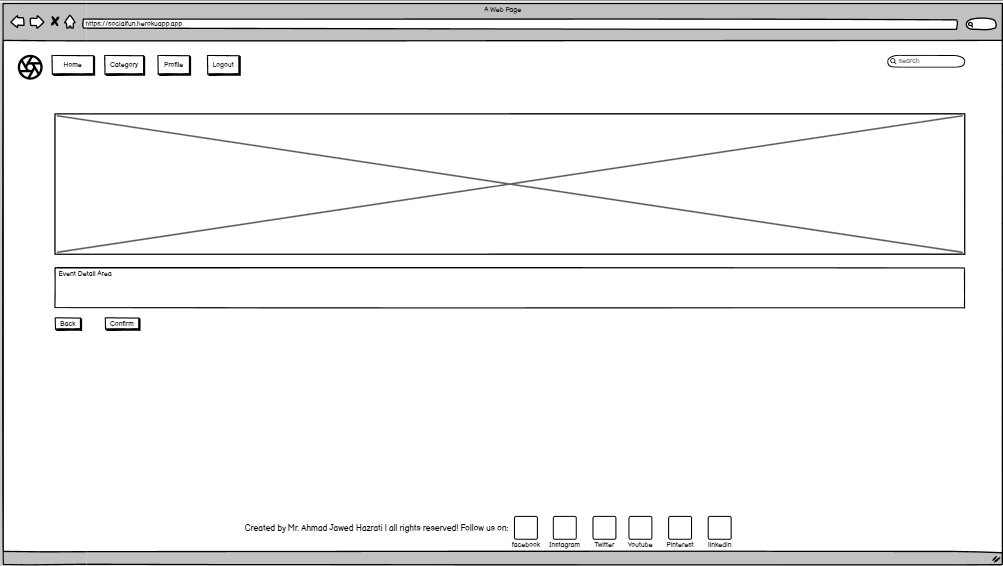 A Web Page
https://socialfun.herokuapp.app
Home Category Profile Logout search
Event Detail Area
Back Confirm
Created by Mr. Ahmad Jawed Hazrati | all rights reserved! Follow us on:
facebook Instagram Twitter Youtube Pinterest linkedin